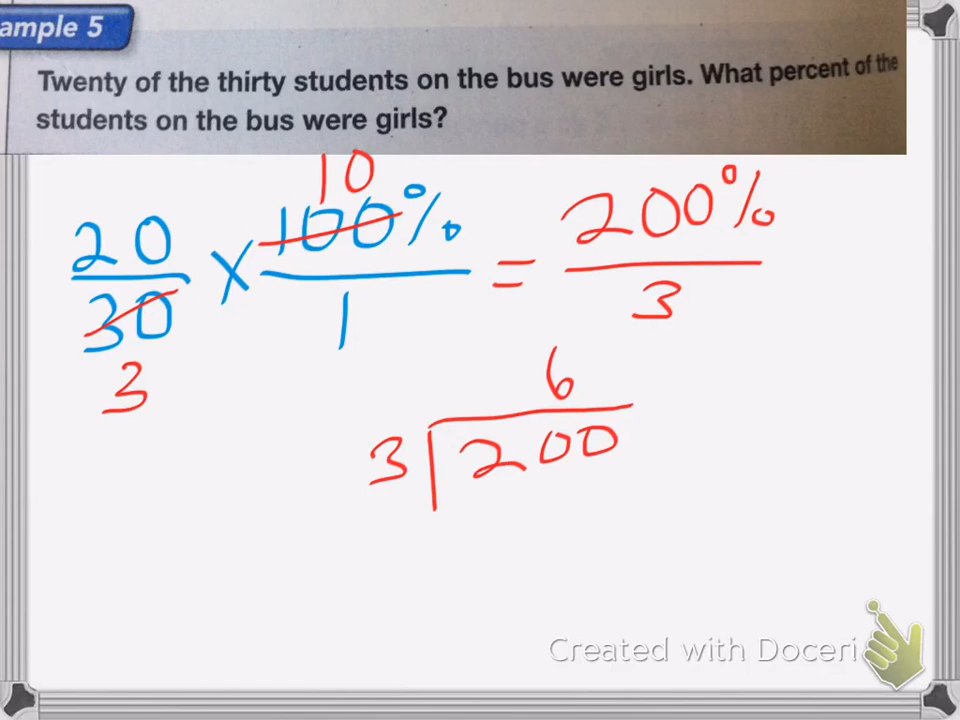 ample 5
Twenty of the thirty students on the bus were girls. What percent of the
students on the bus were girls?
10
20/30 x 100%/1 = 200%/3
3
6
3 200
Created with Doceri